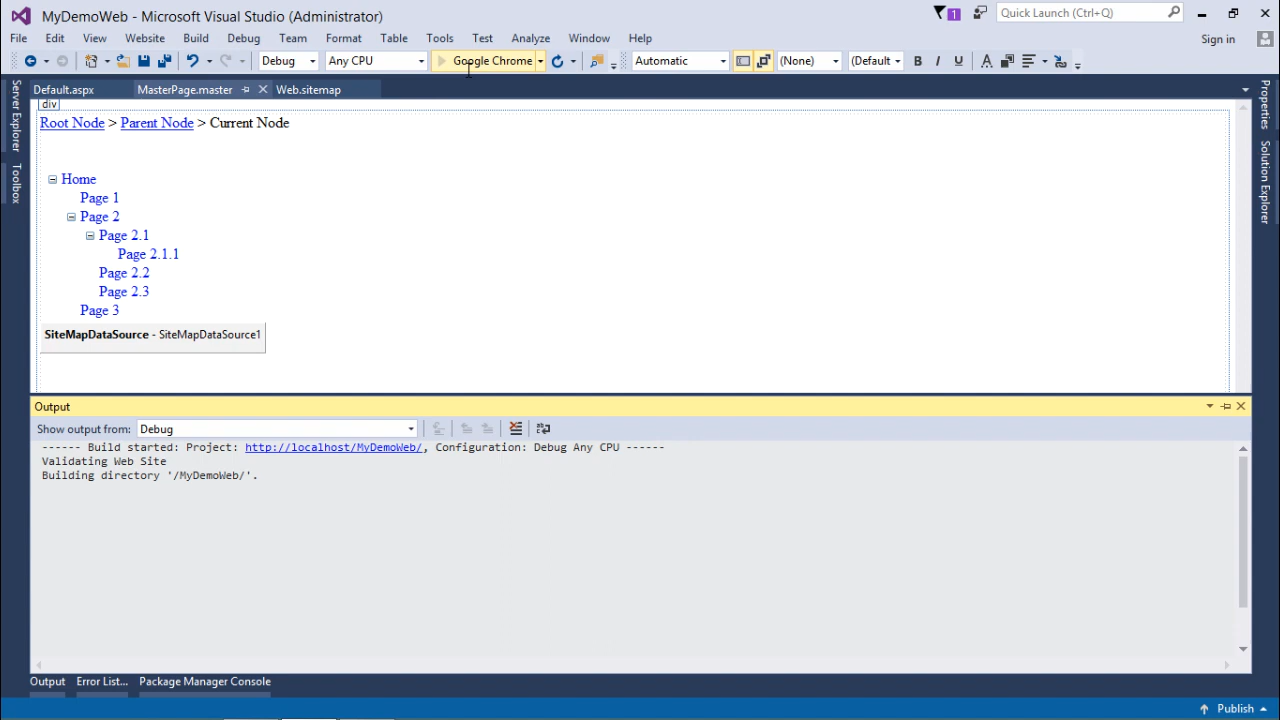 MyDemoWeb - Microsoft Visual Studio (Administrator)
1
Quick Launch (Ctrl+Q)
File Edit View Website Build Debug Team Format Table Tools Test Analyze Window Help
Sign in
Debug Any CPU Google Chrome Automatic (None) (Default B I U A
Default.aspx MasterPage.master Web.sitemap
Server Explorer
Toolbox
Properties
Solution Explorer
div
Root Node > Parent Node > Current Node
Home
Page 1
Page 2
Page 2.1
Page 2.1.1
Page 2.2
Page 2.3
Page 3
SiteMapDataSource - SiteMapDataSource1
Output
Show output from: Debug
------ Build started: Project: http://localhost/MyDemoWeb/, Configuration: Debug Any CPU ------
Validating Web Site
Building directory '/MyDemoWeb/'.
Output Error List... Package Manager Console
Publish